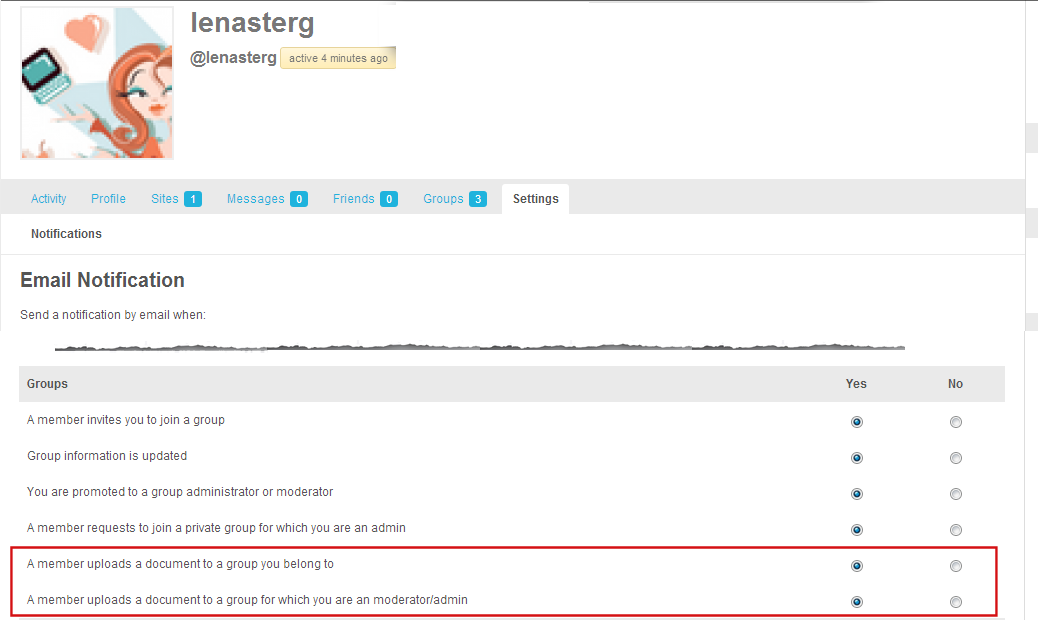 lenasterg
@lenasterg active 4 minutes ago
Activity Profile Sites 1 Messages 0 Friends 0 Groups 3 Settings
Notifications
Email Notification
Send a notification by email when:
Groups Yes No
A member invites you to join a group
Group information is updated
You are promoted to a group administrator or moderator
A member requests to join a private group for which you are an admin
A member uploads a document to a group you belong to
A member uploads a document to a group for which you are an moderator/admin